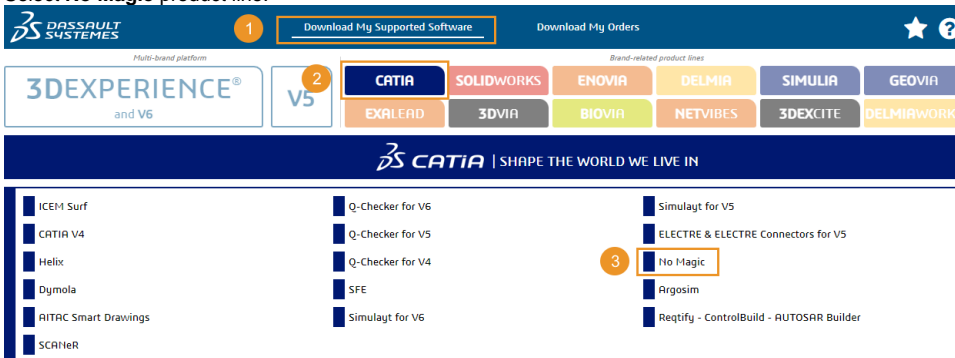 Select No Magic product line.
DASSAULT SYSTEMES
1
Download My Supported Software
Download My Orders
?
Multi-brand platform
Brand-related product lines
3DEXPERIENCE®
and V6
V5
2
CATIA
SOLIDWORKS
ENOVIA
DELMIA
SIMULIA
GEOVIA
EXALEAD
3DVIA
BIOVIA
NETVIBES
3DEXCITE
DELMIAWORK
CATIA | SHAPE THE WORLD WE LIVE IN
ICEM Surf
Q-Checker for V6
Simulayt for V5
CATIA V4
Q-Checker for V5
ELECTRE & ELECTRE Connectors for V5
Helix
Q-Checker for V4
3
No Magic
Dymola
SFE
Argosim
AITAC Smart Drawings
Simulayt for V6
Reqtify - ControlBuild - AUTOSAR Builder
SCANeR